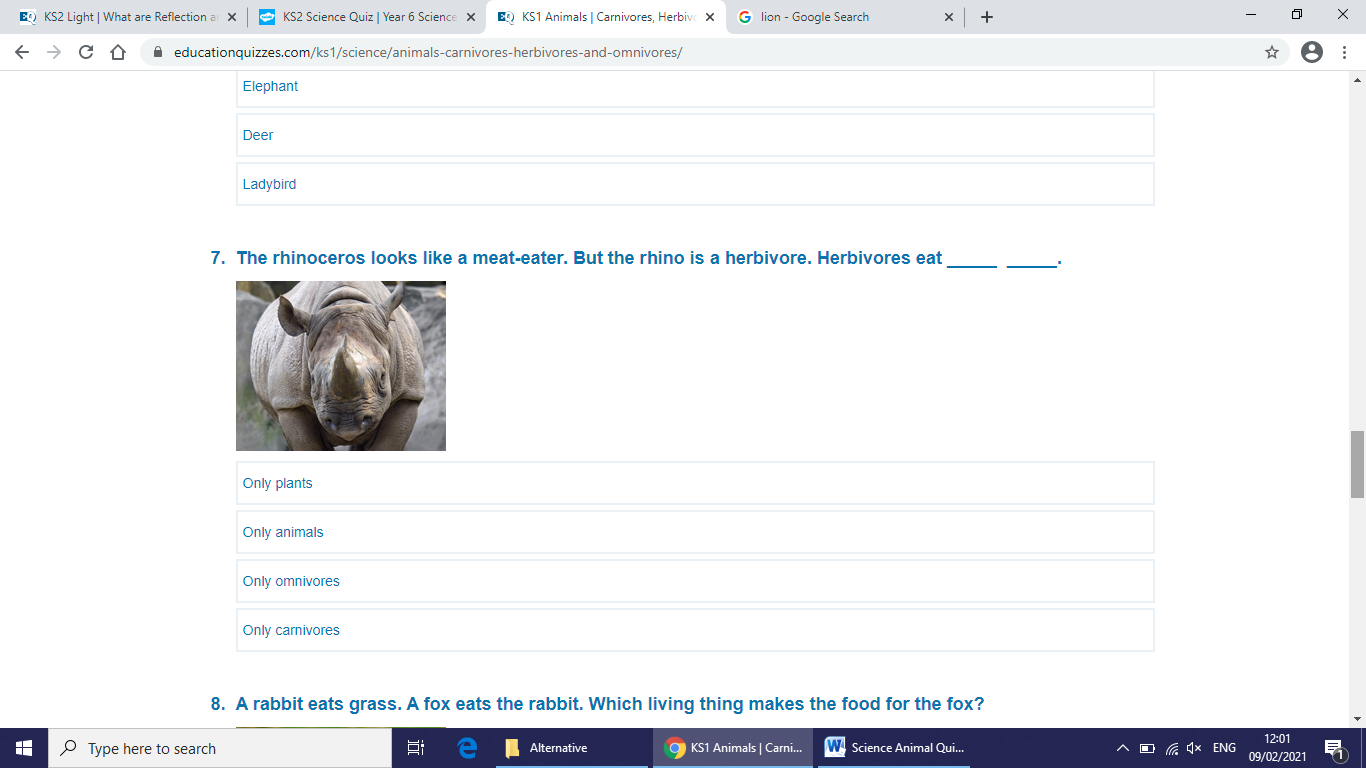 KS2 Light | What are Reflection a
KS2 Science Quiz | Year 6 Science
KS1 Animals | Carnivores, Herbivo
lion - Google Search
educationquizzes.com/ks1/science/animals-carnivores-herbivores-and-omnivores/
Elephant
Deer
Ladybird
7. The rhinoceros looks like a meat-eater. But the rhino is a herbivore. Herbivores eat _____ _____.
Only plants
Only animals
Only omnivores
Only carnivores
8. A rabbit eats grass. A fox eats the rabbit. Which living thing makes the food for the fox?
Type here to search
Alternative
KS1 Animals | Carni...
Science Animal Qui...
ENG
12:01
09/02/2021
1